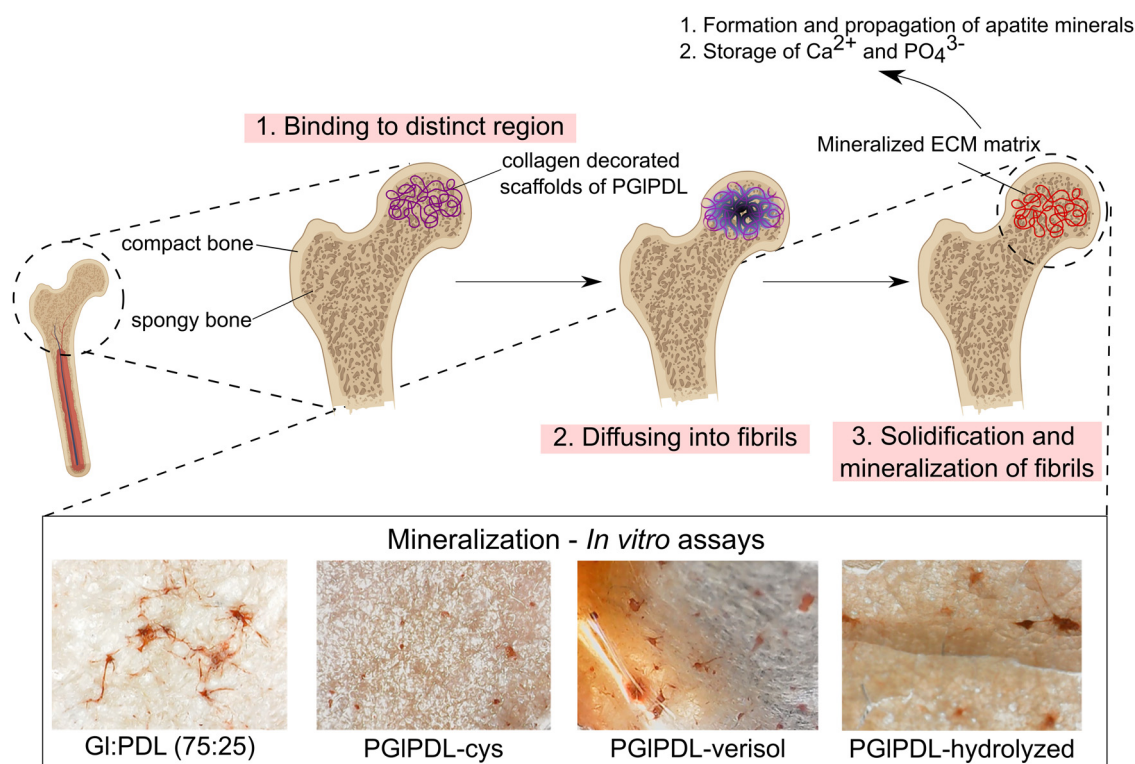 1. Formation and propagation of apatite minerals
2. Storage of Ca2+ and PO43-
1. Binding to distinct region
collagen decorated
scaffolds of PGlPDL
Mineralized ECM matrix
compact bone
spongy bone
2. Diffusing into fibrils
3. Solidification and
mineralization of fibrils
Mineralization - In vitro assays
Gl:PDL (75:25)
PGlPDL-cys
PGlPDL-verisol
PGlPDL-hydrolyzed